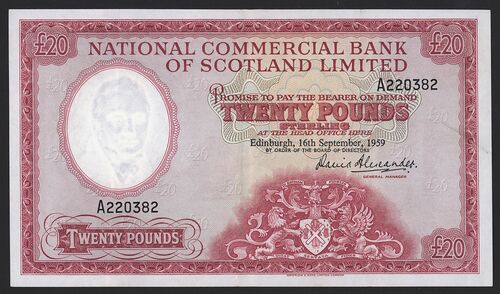 £20 £20
NATIONAL COMMERCIAL BANK
OF SCOTLAND LIMITED
A220382
PROMISE TO PAY THE BEARER ON DEMAND
TWENTY POUNDS
STERLING
AT THE HEAD OFFICE HERE
Edinburgh, 16th September, 1959
BY ORDER OF THE BOARD OF DIRECTORS
David Alexander.
GENERAL MANAGER
A220382
TWENTY POUNDS
£20